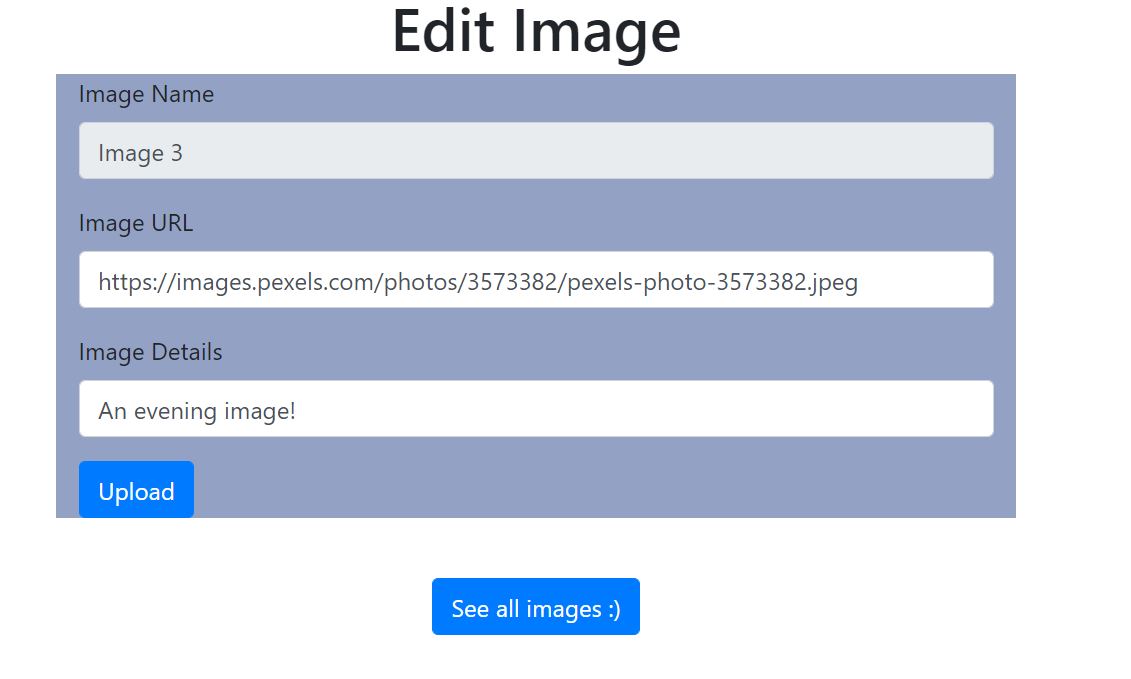 Edit Image
Image Name
Image 3
Image URL
https://images.pexels.com/photos/3573382/pexels-photo-3573382.jpeg
Image Details
An evening image!
Upload
See all images :)